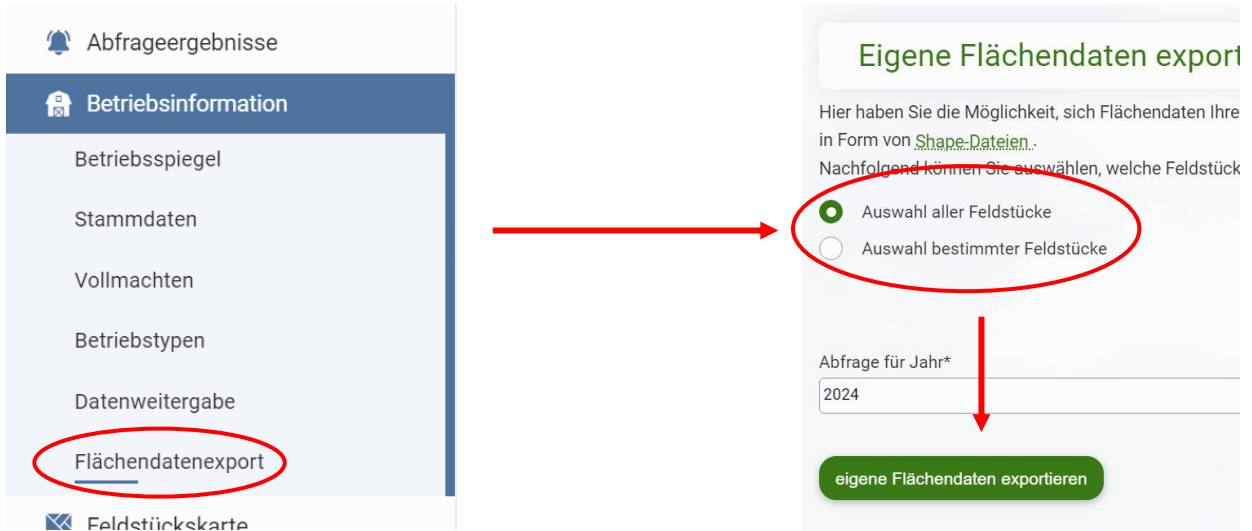 Abfrageergebnisse
Betriebsinformation
Betriebsspiegel
Stammdaten
Vollmachten
Betriebstypen
Datenweitergabe
Flächendatenexport
Feldstückskarte
Eigene Flächendaten export
Hier haben Sie die Möglichkeit, sich Flächendaten Ihre
in Form von Shape-Dateien.
Nachfolgend können Sie auswählen, welche Feldstück
Auswahl aller Feldstücke
Auswahl bestimmter Feldstücke
Abfrage für Jahr*
2024
eigene Flächendaten exportieren